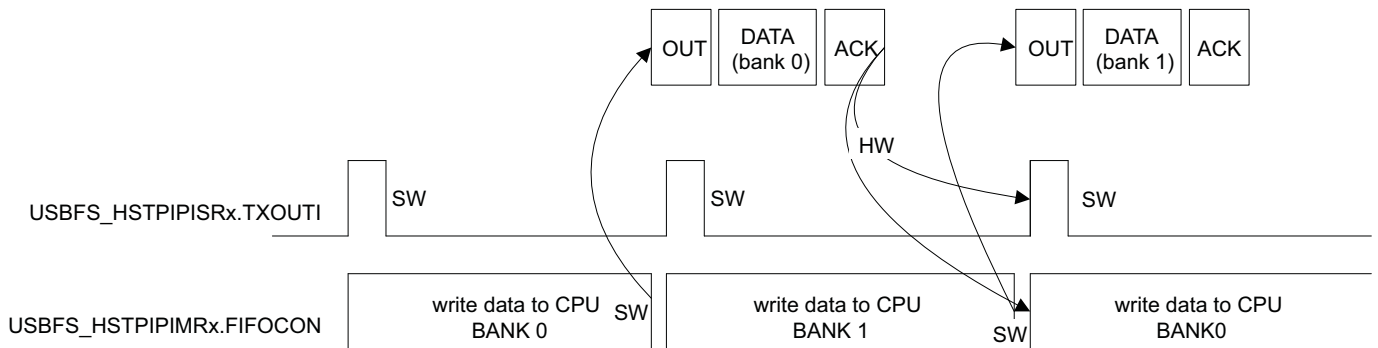 OUT
DATA
(bank 0)
ACK
OUT
DATA
(bank 1)
ACK
HW
USBFS_HSTPIPISRx.TXOUTI
SW
SW
SW
USBFS_HSTPIPIMRx.FIFOCON
write data to CPU
BANK 0
SW
write data to CPU
BANK 1
SW
write data to CPU
BANK0